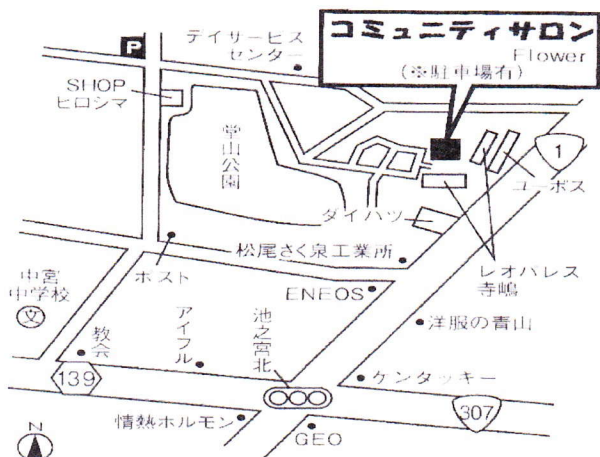 コミュニティサロン
Flower
(※駐車場有)
P
デイサービス
センター
SHOP
ヒロシマ
堂山公園
1
ユーボス
ダイハツ
松尾さく泉工業所
ポスト
レオパレス
寺嶋
中宮
中学校
文
ENEOS
洋服の青山
教会
アイフル
池之宮北
139
ケンタッキー
307
情熱ホルモン
GEO
N